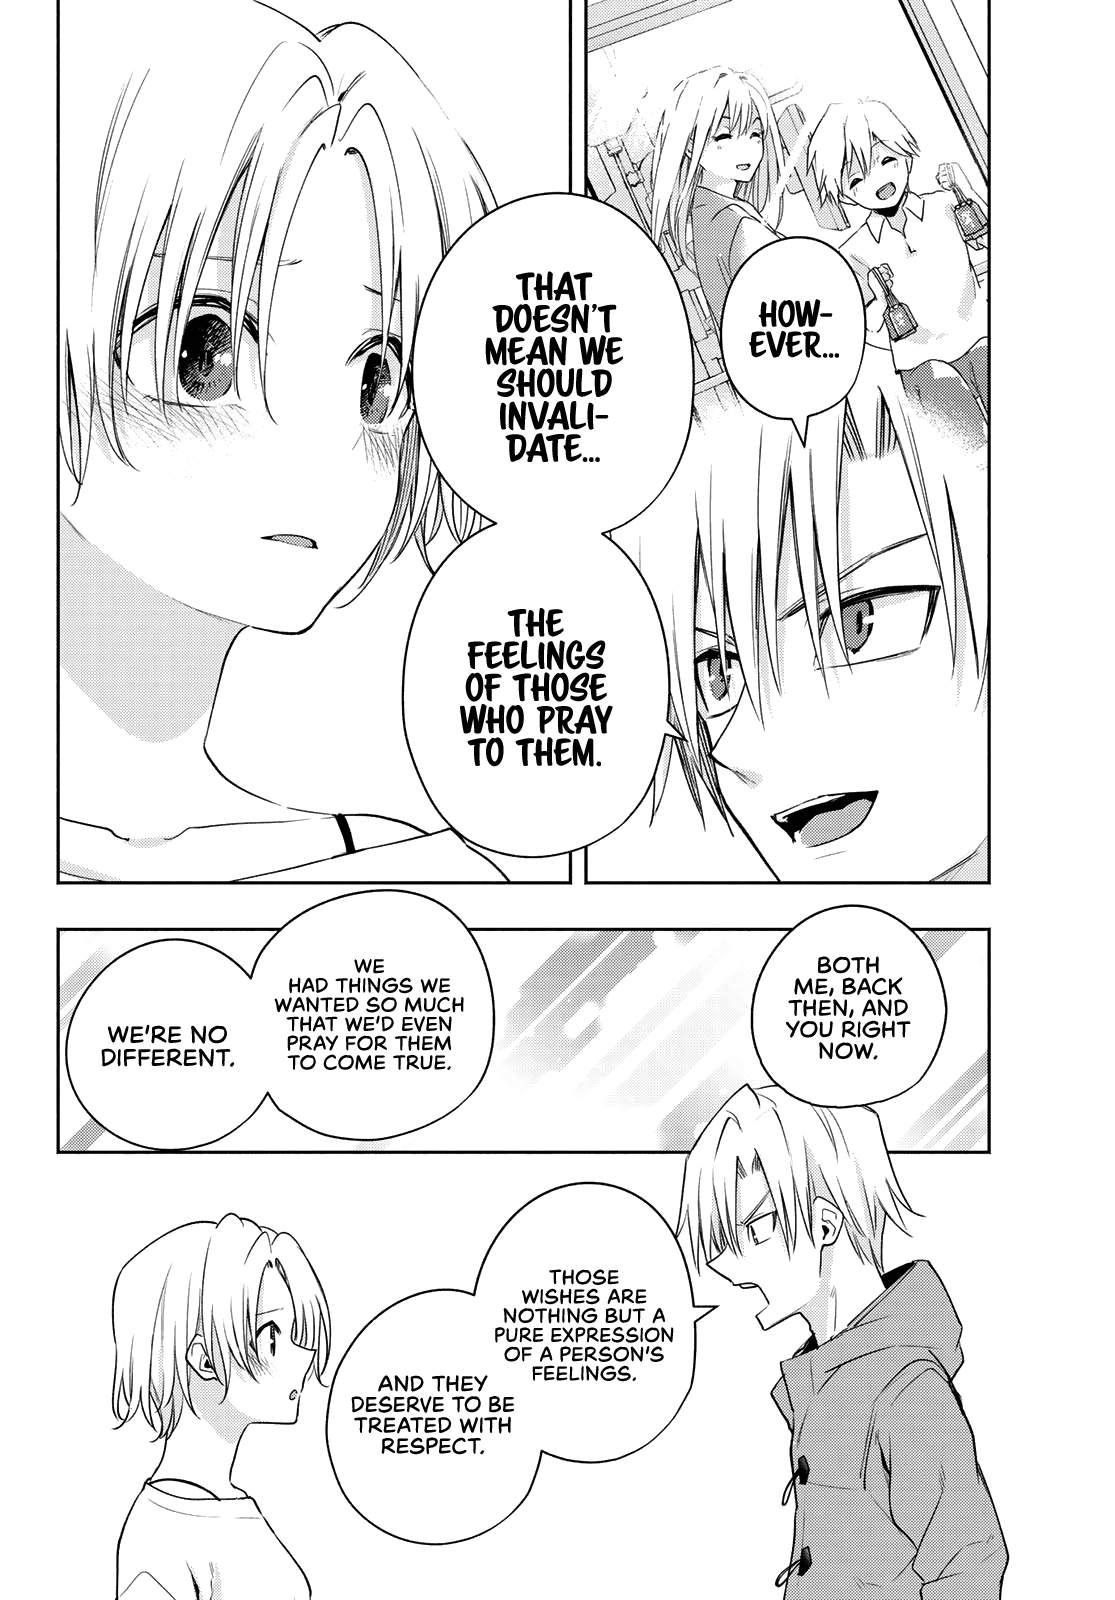 HOW-
EVER...
THAT
DOESN'T
MEAN WE
SHOULD
INVALI-
DATE...
THE
FEELINGS
OF THOSE
WHO PRAY
TO THEM.
BOTH
ME, BACK
THEN, AND
YOU RIGHT
NOW.
WE
HAD THINGS WE
WANTED SO MUCH
THAT WE'D EVEN
PRAY FOR THEM
TO COME TRUE.
WE'RE NO
DIFFERENT.
THOSE
WISHES ARE
NOTHING BUT A
PURE EXPRESSION
OF A PERSON'S
FEELINGS.
AND THEY
DESERVE TO BE
TREATED WITH
RESPECT.